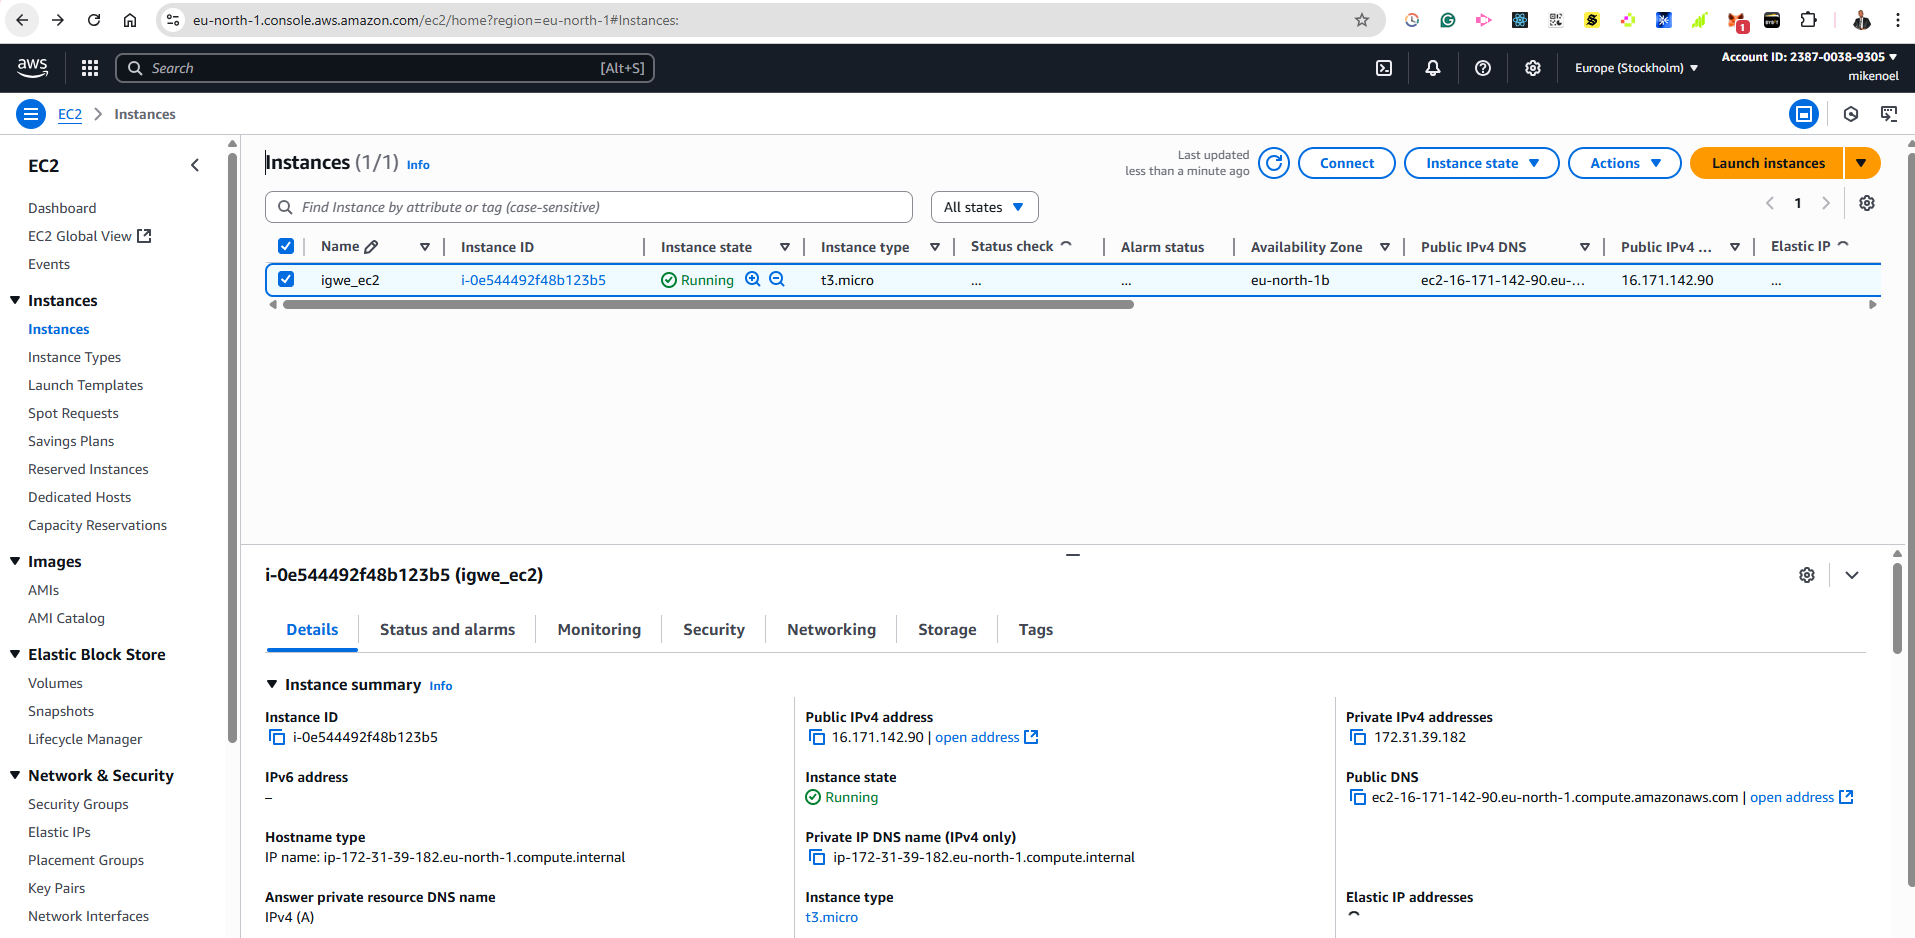 eu-north-1.console.aws.amazon.com/ec2/home?region=eu-north-1#Instances:
1
aws
Search
[Alt+S]
Europe (Stockholm)
Account ID: 2387-0038-9305
mikenoel
EC2
Instances
EC2
Dashboard
EC2 Global View
Events
Instances
Instances
Instance Types
Launch Templates
Spot Requests
Savings Plans
Reserved Instances
Dedicated Hosts
Capacity Reservations
Images
AMIs
AMI Catalog
Elastic Block Store
Volumes
Snapshots
Lifecycle Manager
Network & Security
Security Groups
Elastic IPs
Placement Groups
Key Pairs
Network Interfaces
Instances (1/1) Info
Last updated
less than a minute ago
Connect
Instance state
Actions
Launch instances
Find Instance by attribute or tag (case-sensitive)
All states
1
Name Instance ID Instance state Instance type Status check Alarm status Availability Zone Public IPv4 DNS Public IPv4 ... Elastic IP
igwe_ec2 i-0e544492f48b123b5 Running t3.micro ... ... eu-north-1b ec2-16-171-142-90.eu-... 16.171.142.90 ...
i-0e544492f48b123b5 (igwe_ec2)
Details Status and alarms Monitoring Security Networking Storage Tags
Instance summary Info
Instance ID
i-0e544492f48b123b5
Public IPv4 address
16.171.142.90 | open address
Private IPv4 addresses
172.31.39.182
IPv6 address
–
Instance state
Running
Public DNS
ec2-16-171-142-90.eu-north-1.compute.amazonaws.com | open address
Hostname type
IP name: ip-172-31-39-182.eu-north-1.compute.internal
Private IP DNS name (IPv4 only)
ip-172-31-39-182.eu-north-1.compute.internal
Answer private resource DNS name
IPv4 (A)
Instance type
t3.micro
Elastic IP addresses